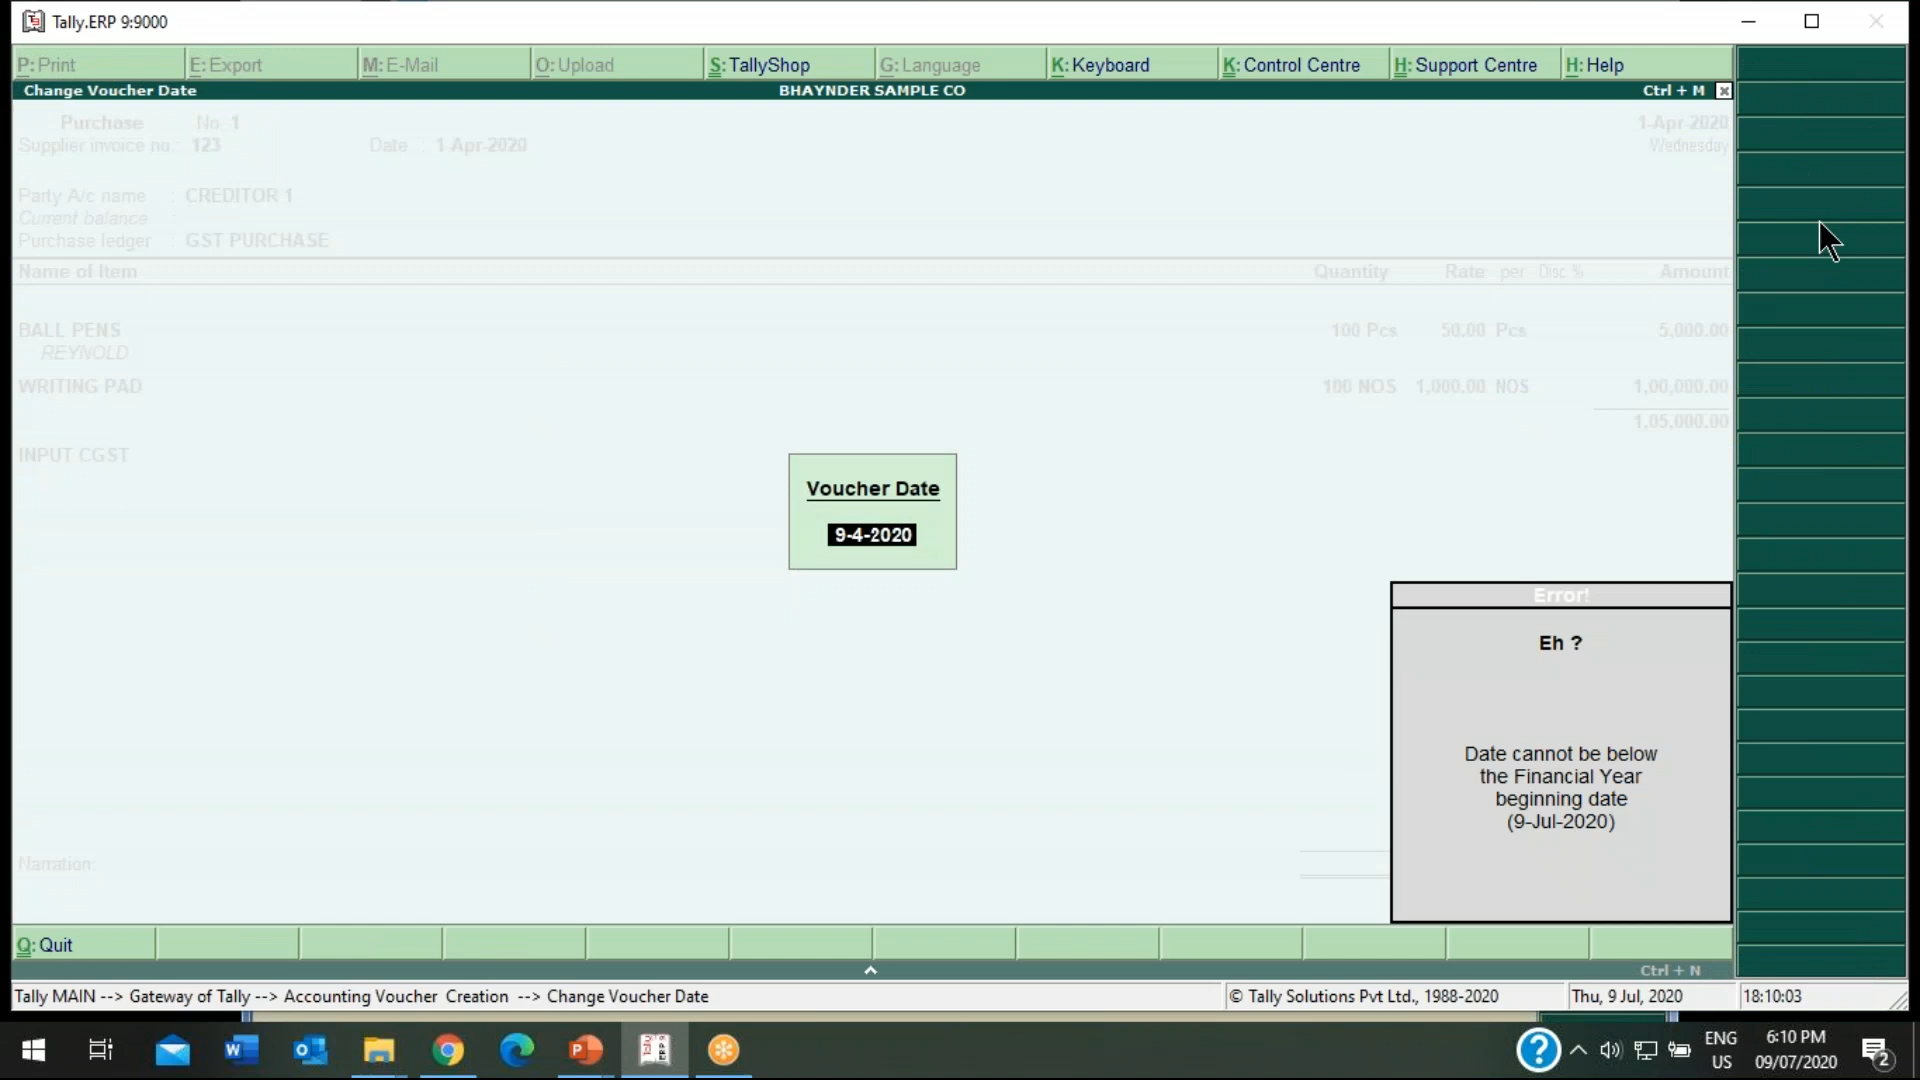 Tally.ERP 9:9000
P: Print E: Export M: E-Mail O: Upload S: TallyShop G: Language K: Keyboard K: Control Centre H: Support Centre H: Help
Change Voucher Date BHAYNDER SAMPLE CO Ctrl + M
Purchase No. 1 1-Apr-2020
Supplier invoice no.: 123 Date : 1-Apr-2020 Wednesday
Party A/c name : CREDITOR 1
Current balance :
Purchase ledger : GST PURCHASE
Name of Item Quantity Rate per Disc % Amount
BALL PENS 100 Pcs 50.00 Pcs 5,000.00
REYNOLD
WRITING PAD 100 NOS 1,000.00 NOS 1,00,000.00
1,05,000.00
INPUT CGST
Voucher Date
9-4-2020
Error!
Eh ?
Date cannot be below
the Financial Year
beginning date
(9-Jul-2020)
Narration:
Q: Quit
Ctrl + N
Tally MAIN --> Gateway of Tally --> Accounting Voucher Creation --> Change Voucher Date © Tally Solutions Pvt Ltd., 1988-2020 Thu, 9 Jul, 2020 18:10:03
ENG 6:10 PM
US 09/07/2020 2